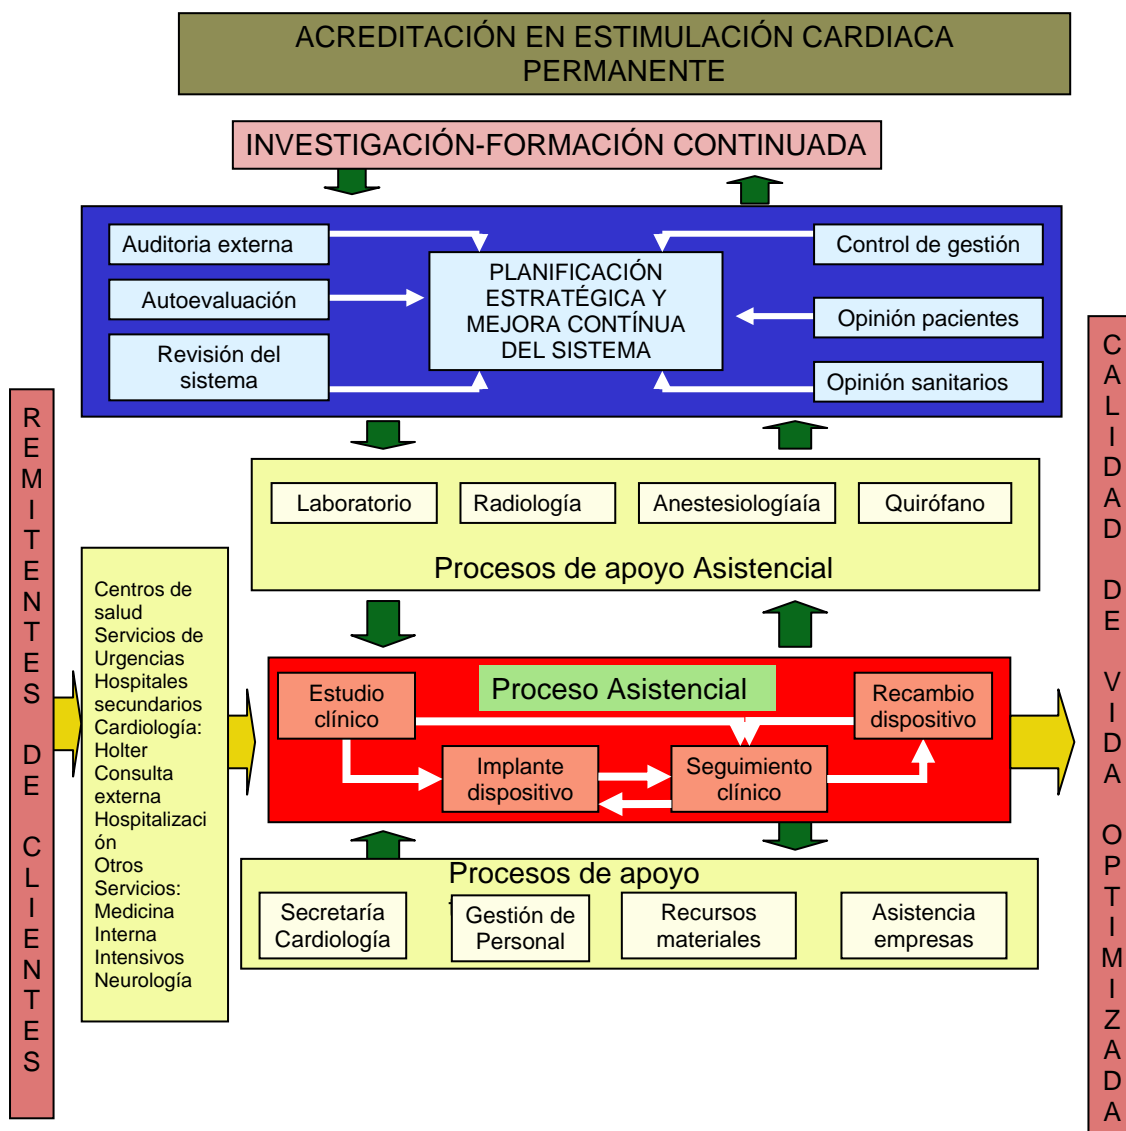 ACREDITACIÓN EN ESTIMULACIÓN CARDIACA
PERMANENTE
INVESTIGACIÓN-FORMACIÓN CONTINUADA
Auditoria externa
Autoevaluación
Revisión del
sistema
PLANIFICACIÓN
ESTRATÉGICA Y
MEJORA CONTÍNUA
DEL SISTEMA
Control de gestión
Opinión pacientes
Opinión sanitarios
REMITENTES DE CLIENTES
Centros de
salud
Servicios de
Urgencias
Hospitales
secundarios
Cardiología:
Holter
Consulta
externa
Hospitalizaci
ón
Otros
Servicios:
Medicina
Interna
Intensivos
Neurología
Laboratorio
Radiología
Anestesiologíaía
Quirófano
Procesos de apoyo Asistencial
Proceso Asistencial
Estudio
clínico
Recambio
dispositivo
Implante
dispositivo
Seguimiento
clínico
Procesos de apoyo
Secretaría
Cardiología
Gestión de
Personal
Recursos
materiales
Asistencia
empresas
CALIDAD DE VIDA OPTIMIZADA